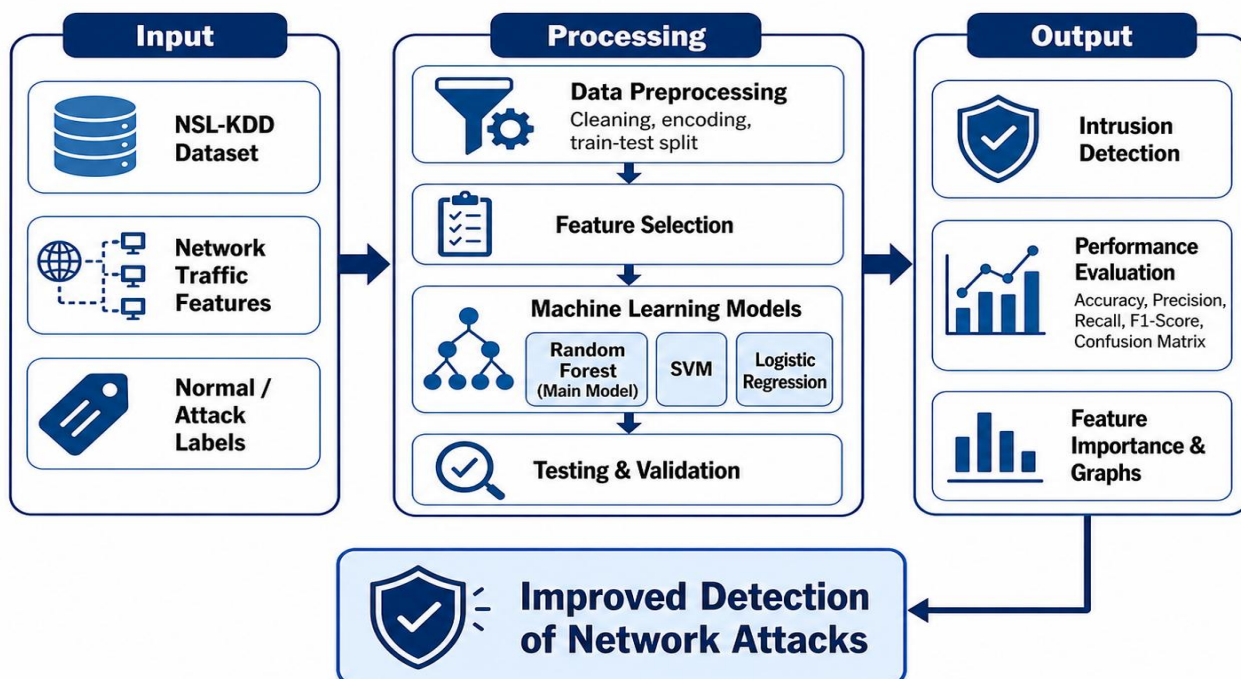 Input
NSL-KDD
Dataset
Network
Traffic
Features
Normal /
Attack
Labels
Processing
Data Preprocessing
Cleaning, encoding,
train-test split
Feature Selection
Machine Learning Models
Random
Forest
(Main Model)
SVM
Logistic
Regression
Testing & Validation
Output
Intrusion
Detection
Performance
Evaluation
Accuracy, Precision,
Recall, F1-Score,
Confusion Matrix
Feature
Importance &
Graphs
Improved Detection
of Network Attacks